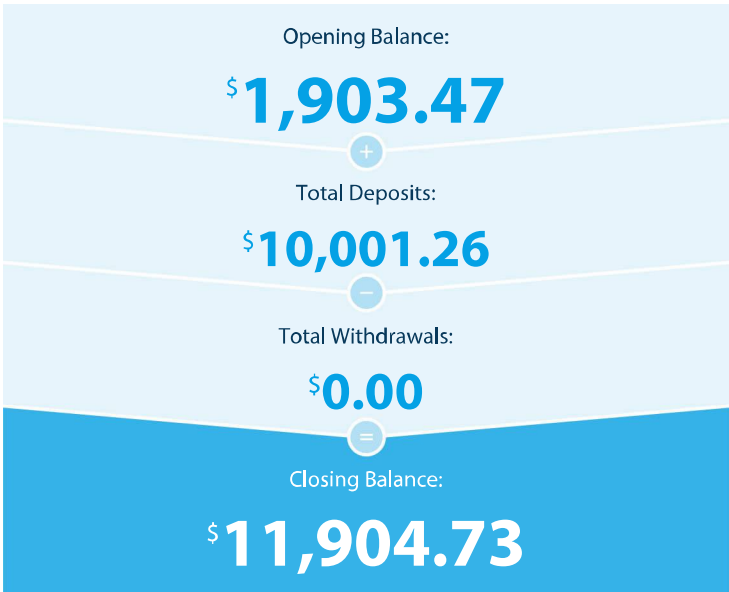 Opening Balance:
$1,903.47
+
Total Deposits:
$10,001.26
−
Total Withdrawals:
$0.00
=
Closing Balance:
$11,904.73